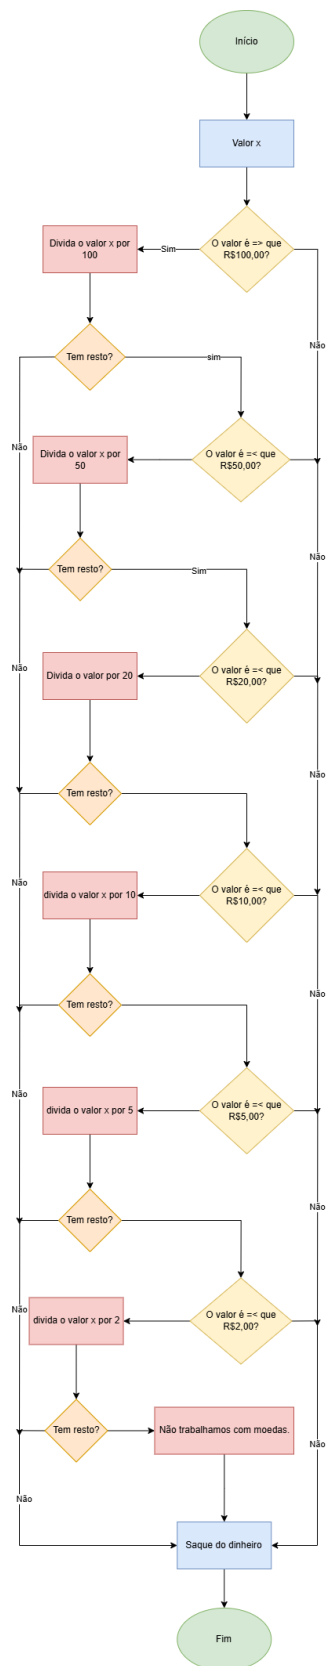 Início
Valor x
O valor é => que
R$100,00?
Sim
Divida o valor x por
100
Não
Tem resto?
sim
Não
O valor é =< que
R$50,00?
Divida o valor x por
50
Não
Tem resto?
Sim
O valor é =< que
R$20,00?
Divida o valor por 20
Não
Não
Tem resto?
O valor é =< que
R$10,00?
divida o valor x por 10
Não
Não
Tem resto?
O valor é =< que
R$5,00?
divida o valor x por 5
Não
Não
Tem resto?
O valor é =< que
R$2,00?
divida o valor x por 2
Não
Tem resto?
Não trabalhamos com moedas.
Não
Não
Saque do dinheiro
Fim